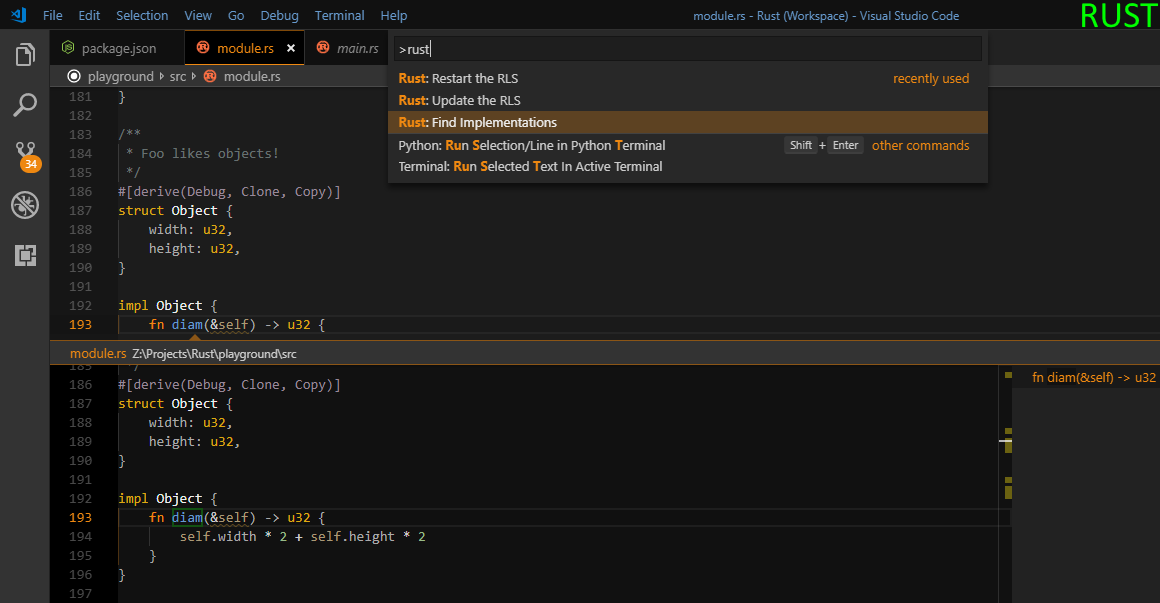 File Edit Selection View Go Debug Terminal Help
module.rs - Rust (Workspace) - Visual Studio Code
RUST
package.json
module.rs ×
main.rs
>rust
playground src module.rs
Rust: Restart the RLS recently used
Rust: Update the RLS
Rust: Find Implementations
Python: Run Selection/Line in Python Terminal Shift + Enter other commands
Terminal: Run Selected Text In Active Terminal
34
181 }
182
183 /**
184 * Foo likes objects!
185 */
186 #[derive(Debug, Clone, Copy)]
187 struct Object {
188 width: u32,
189 height: u32,
190 }
191
192 impl Object {
193 fn diam(&self) -> u32 {
module.rs Z:\Projects\Rust\playground\src
185 */
186 #[derive(Debug, Clone, Copy)]
187 struct Object {
188 width: u32,
189 height: u32,
190 }
191
192 impl Object {
193 fn diam(&self) -> u32 {
194 self.width * 2 + self.height * 2
195 }
196 }
197
fn diam(&self) -> u32